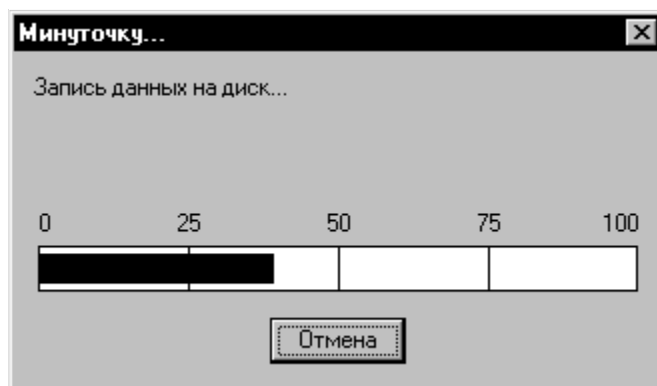 Минуточку...
Запись данных на диск...
0 25 50 75 100
Отмена